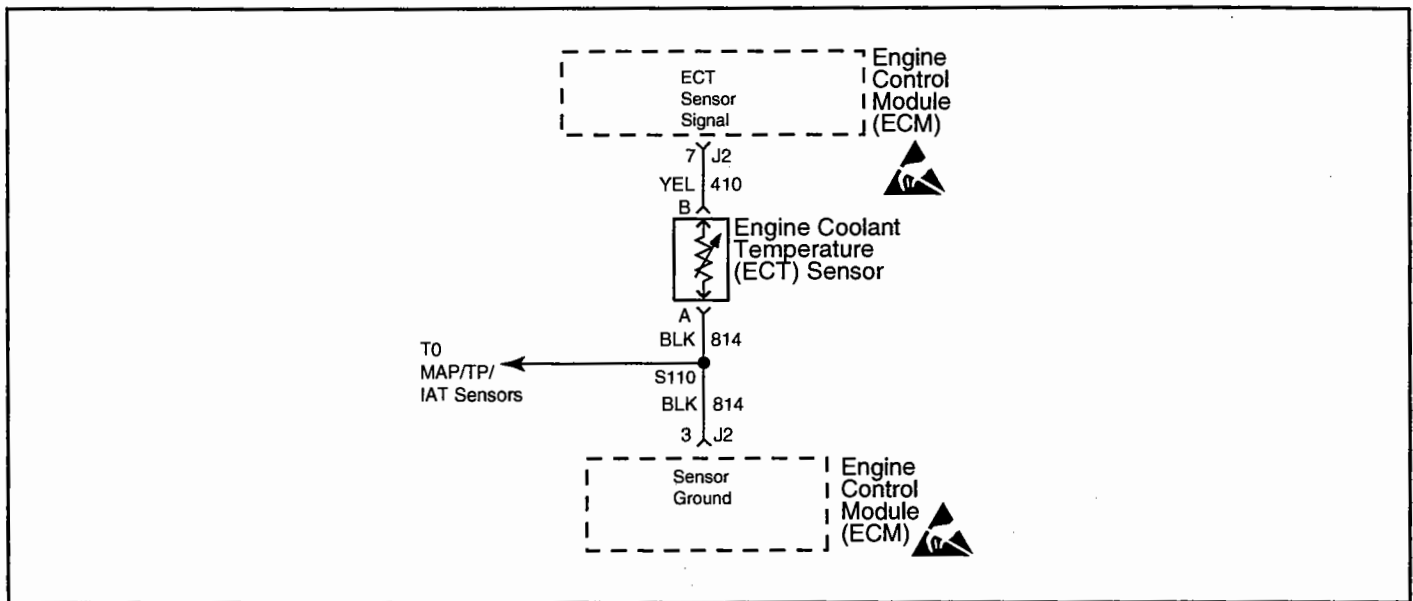 ECT
Sensor
Signal
Engine
Control
Module
(ECM)
7 J2
YEL 410
B
Engine Coolant
Temperature
(ECT) Sensor
A
BLK 814
T0
MAP/TP/
IAT Sensors
S110
BLK 814
3 J2
Sensor
Ground
Engine
Control
Module
(ECM)